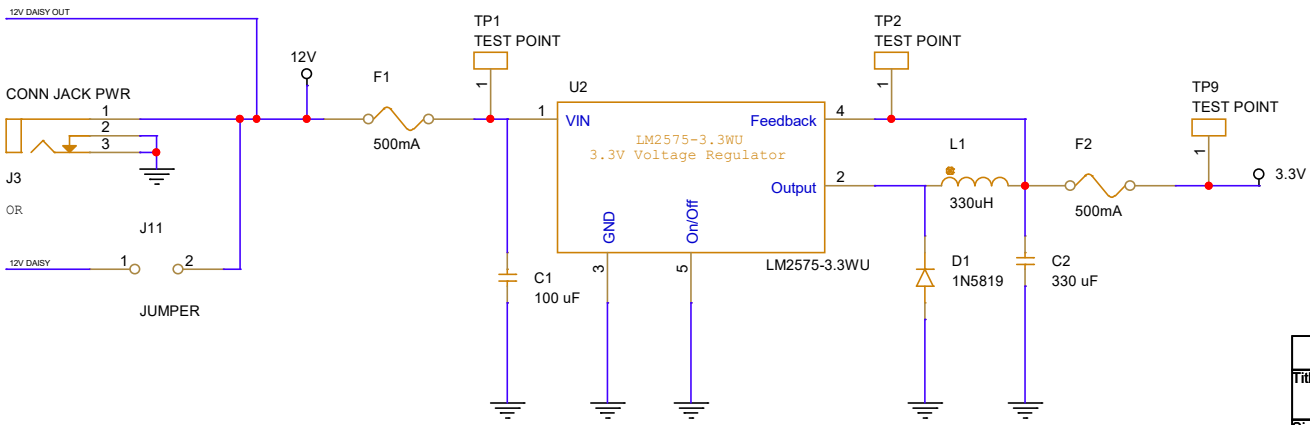 12V DAISY OUT
TP1
TEST POINT
TP2
TEST POINT
12V
F1
500mA
1
1
CONN JACK PWR
1
2
3
J3
OR
J11
12V DAISY
1
2
JUMPER
U2
1
VIN
LM2575-3.3WU
3.3V Voltage Regulator
Feedback
4
Output
2
GND
On/Off
3
5
LM2575-3.3WU
C1
100 uF
L1
330uH
D1
1N5819
C2
330 uF
F2
500mA
TP9
TEST POINT
1
3.3V